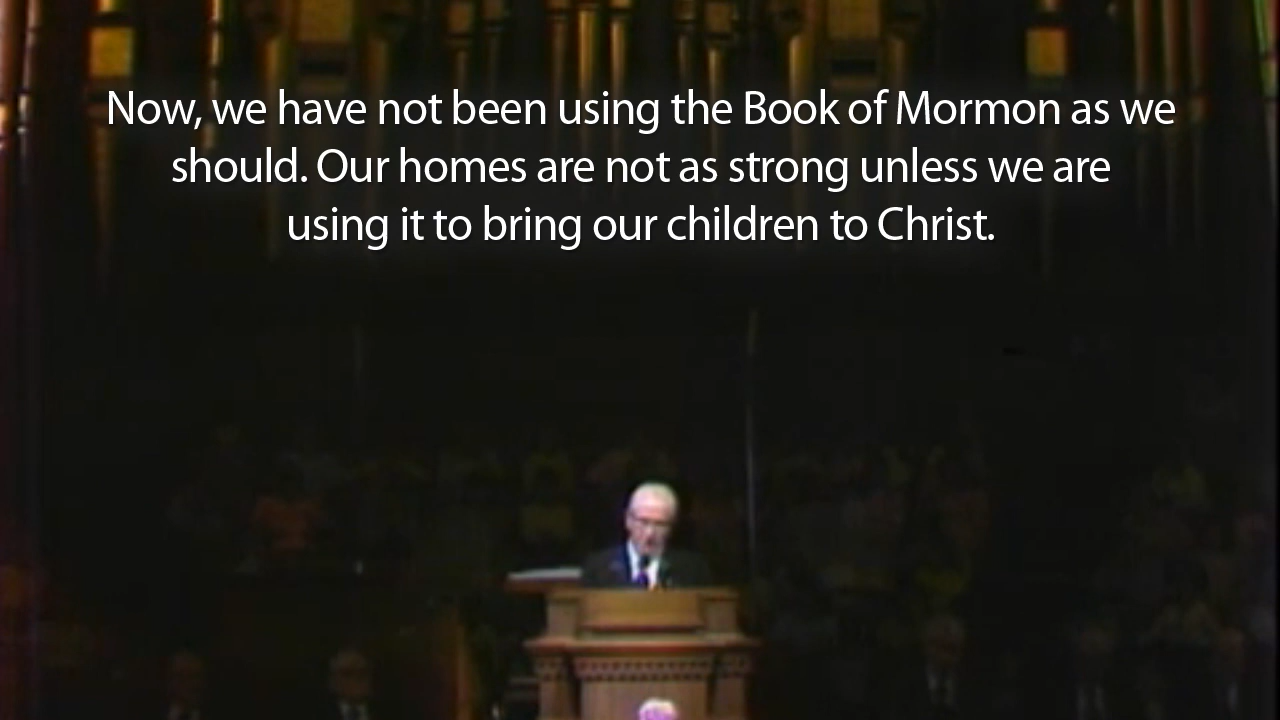 Now, we have not been using the Book of Mormon as we
should. Our homes are not as strong unless we are
using it to bring our children to Christ.